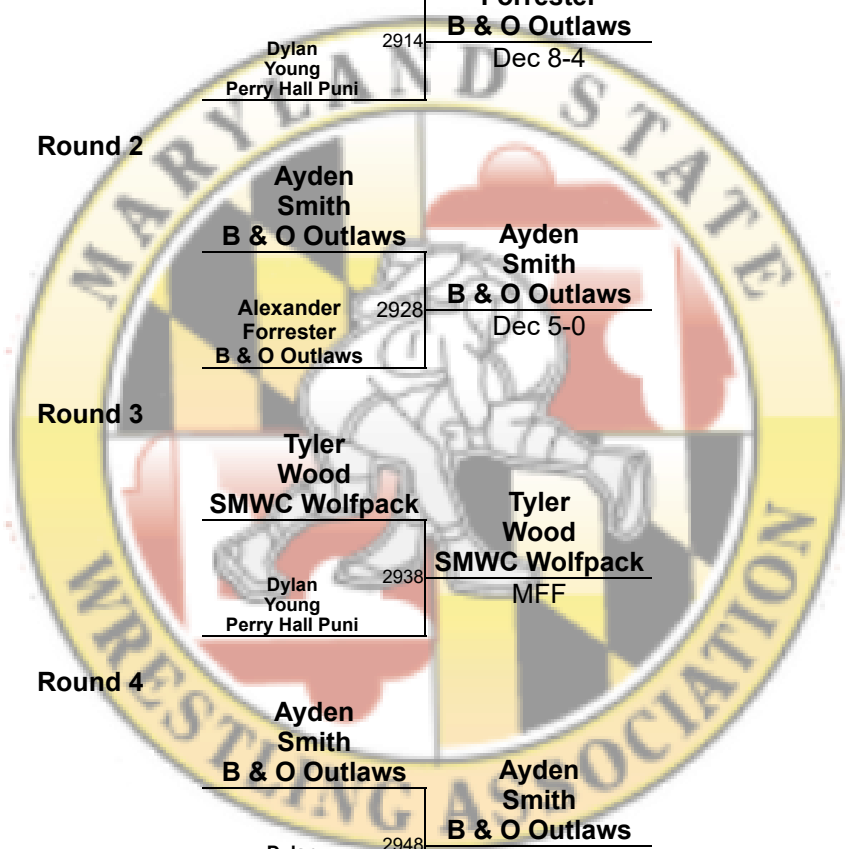 Forrester
B & O Outlaws
2914
Dec 8-4
Dylan
Young
Perry Hall Puni
Round 2
Ayden
Smith
B & O Outlaws
Ayden
Smith
B & O Outlaws
2928
Dec 5-0
Alexander
Forrester
B & O Outlaws
Round 3
Tyler
Wood
SMWC Wolfpack
Tyler
Wood
SMWC Wolfpack
2938
MFF
Dylan
Young
Perry Hall Puni
Round 4
Ayden
Smith
B & O Outlaws
Ayden
Smith
B & O Outlaws
2948
Dylan
MARYLAND STATE
WRESTLING ASSOCIATION